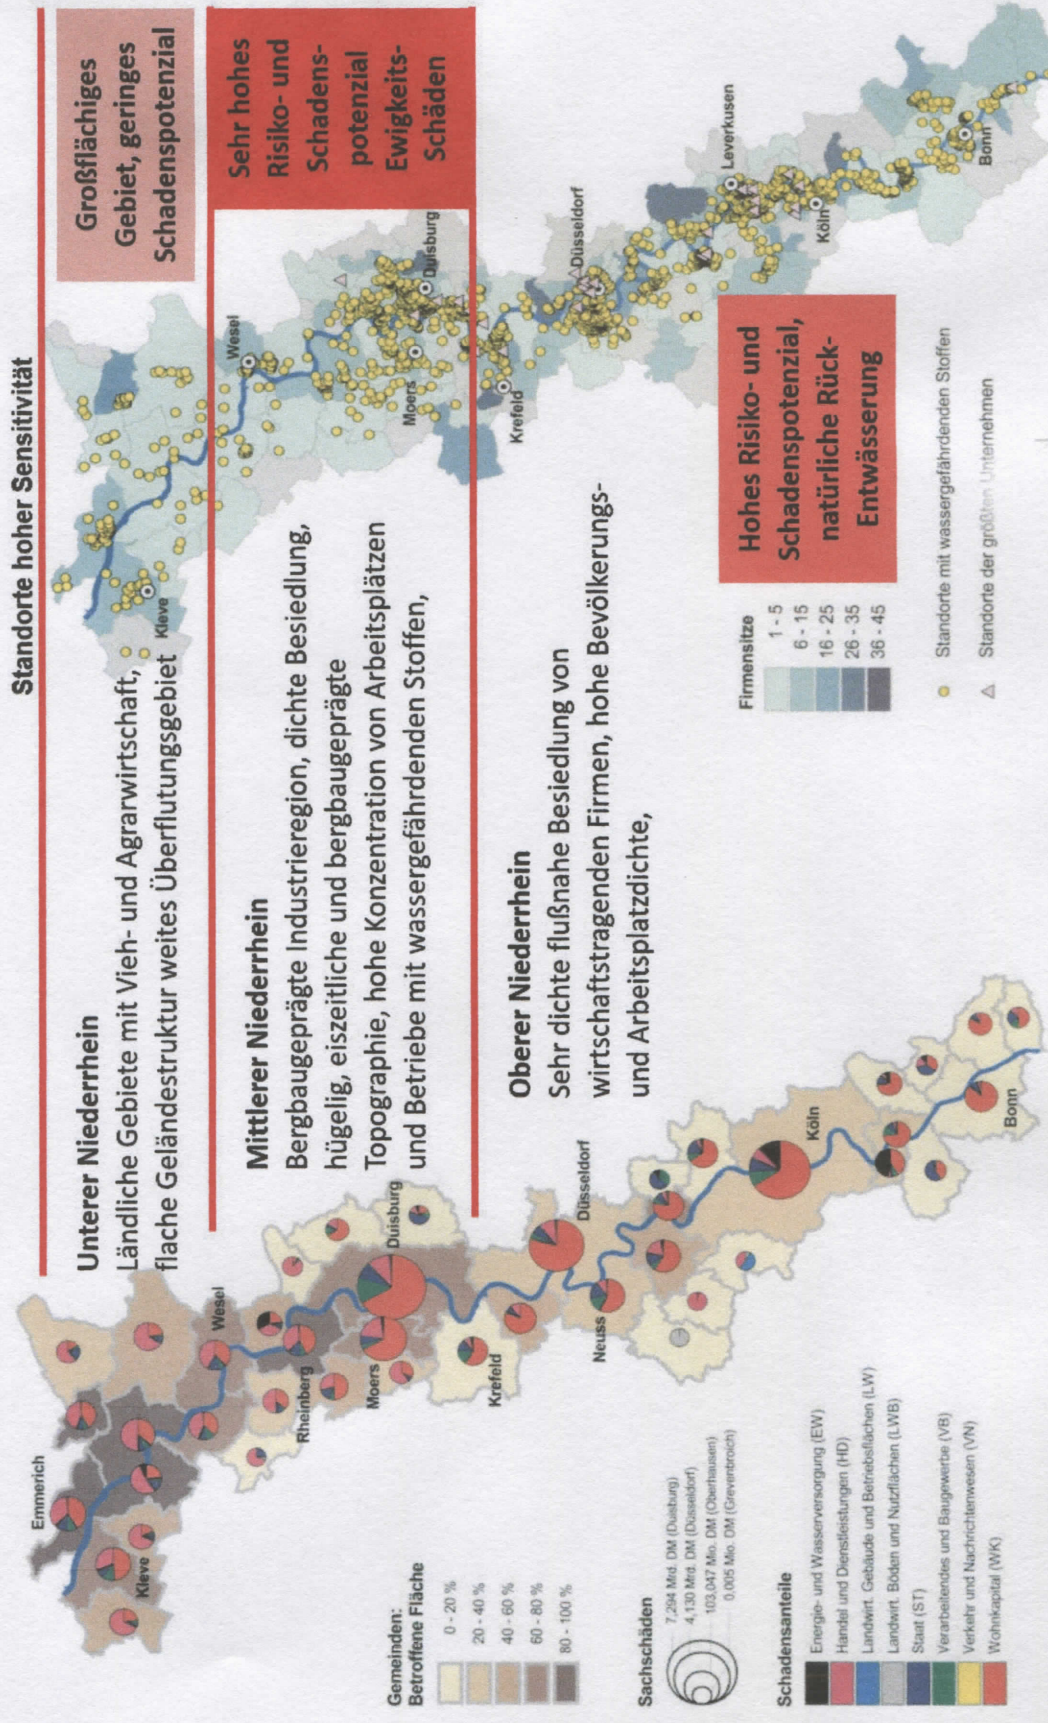 Standorte hoher Sensitivität
Unterer Niederrhein
Ländliche Gebiete mit Vieh- und Agrarwirtschaft,
flache Geländestruktur weites Überflutungsgebiet
Großflächiges
Gebiet, geringes
Schadenspotenzial
Mittlerer Niederrhein
Bergbaugeprägte Industrieregion, dichte Besiedlung,
hügelig, eiszeitliche und bergbaugeprägte
Topographie, hohe Konzentration von Arbeitsplätzen
und Betriebe mit wassergefährdenden Stoffen,
Sehr hohes
Risiko- und
Schadens-
potenzial
Ewigkeits-
Schäden
Oberer Niederrhein
Sehr dichte flußnahe Besiedlung von
wirtschaftstragenden Firmen, hohe Bevölkerungs-
und Arbeitsplatzdichte,
Hohes Risiko- und
Schadenspotenzial,
natürliche Rück-
Entwässerung
Emmerich
Kleve
Wesel
Rheinberg
Moers
Duisburg
Krefeld
Neuss
Düsseldorf
Köln
Bonn
Kleve
Wesel
Moers
Duisburg
Krefeld
Düsseldorf
Leverkusen
Köln
Bonn
Gemeinden:
Betroffene Fläche
0 - 20 %
20 - 40 %
40 - 60 %
60 - 80 %
80 - 100 %
Sachschäden
7,294 Mrd. DM (Duisburg)
4,130 Mrd. DM (Düsseldorf)
103,047 Mio. DM (Oberhausen)
0,005 Mio. DM (Grevenbroich)
Schadensanteile
Energie- und Wasserversorgung (EW)
Handel und Dienstleistungen (HD)
Landwirt. Gebäude und Betriebsflächen (LW)
Landwirt. Böden und Nutzflächen (LWB)
Staat (ST)
Verarbeitendes und Baugewerbe (VB)
Verkehr und Nachrichtenwesen (VN)
Wohnkapital (WK)
Firmensitze
1 - 5
6 - 15
16 - 25
26 - 35
36 - 45
Standorte mit wassergefährdenden Stoffen
Standorte der größten Unternehmen